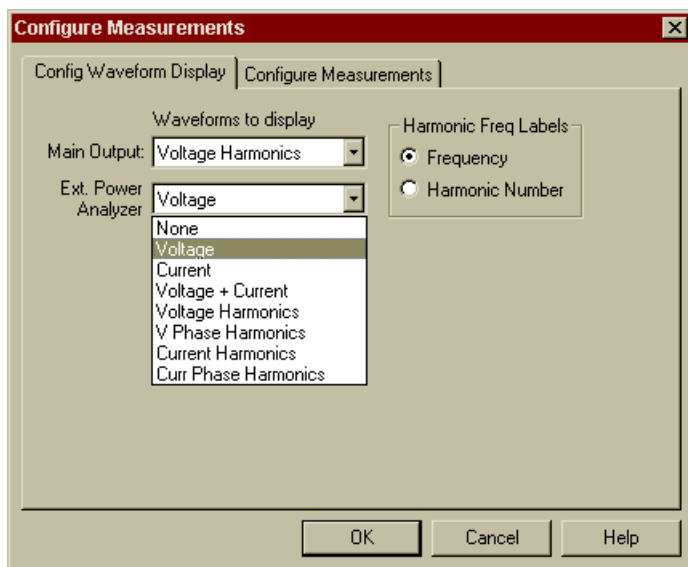 Configure Measurements
Config Waveform Display
Configure Measurements
Waveforms to display
Main Output:
Voltage Harmonics
Ext. Power
Analyzer
Voltage
None
Voltage
Current
Voltage + Current
Voltage Harmonics
V Phase Harmonics
Current Harmonics
Curr Phase Harmonics
Harmonic Freq Labels
Frequency
Harmonic Number
OK
Cancel
Help